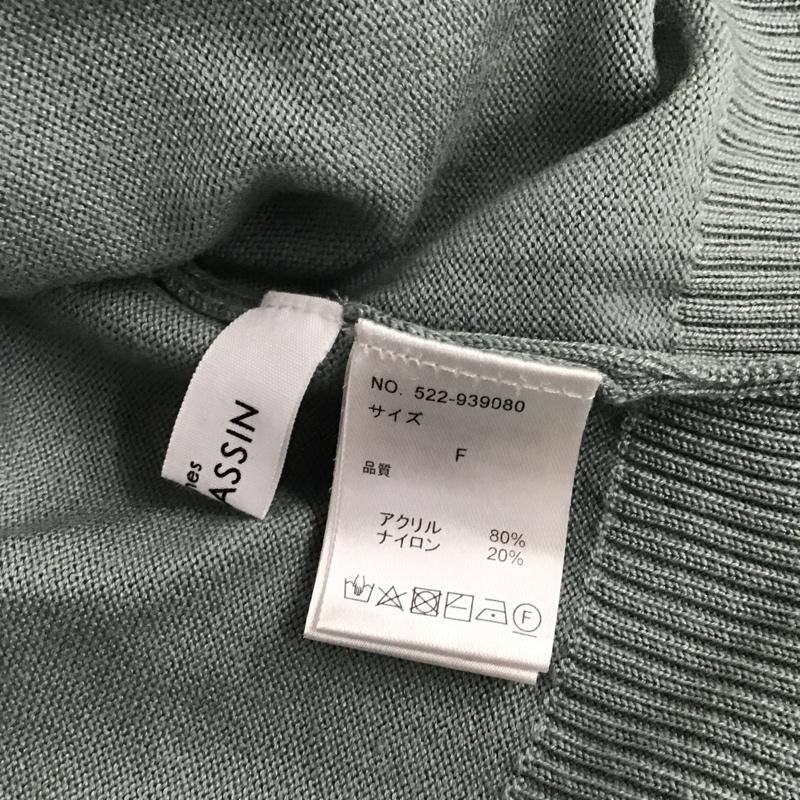 nes
ASSIN
NO. 522-939080
サイズ
F
品質
アクリル 80%
ナイロン 20%
F